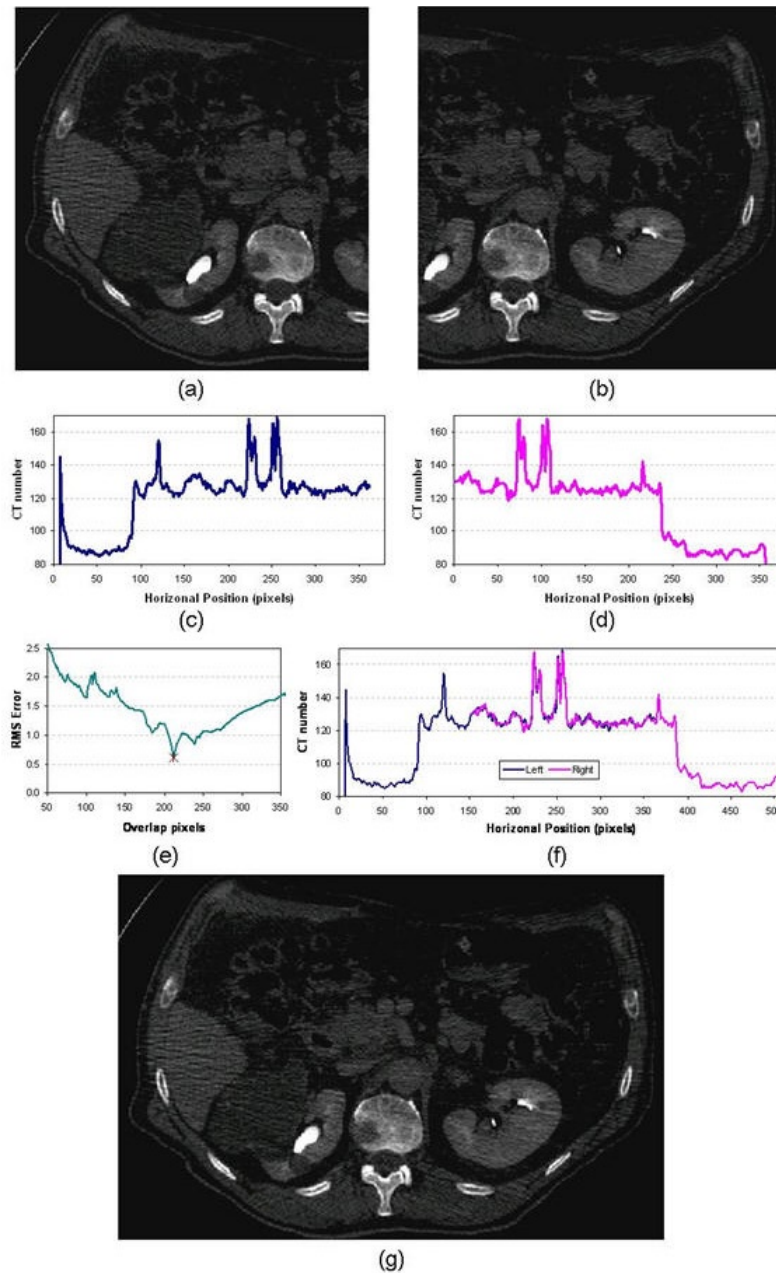 (a)
(b)
160
140
120
100
80
CT number
0 50 100 150 200 250 300 350
Horizonal Position (pixels)
(c)
160
140
120
100
80
CT number
0 50 100 150 200 250 300 350
Horizonal Position (pixels)
(d)
2.5
2.0
1.5
1.0
0.5
0.0
RMS Error
50 100 150 200 250 300 350
Overlap pixels
(e)
160
140
120
100
80
CT number
Left Right
0 50 100 150 200 250 300 350 400 450 500
Horizonal Position (pixels)
(f)
(g)